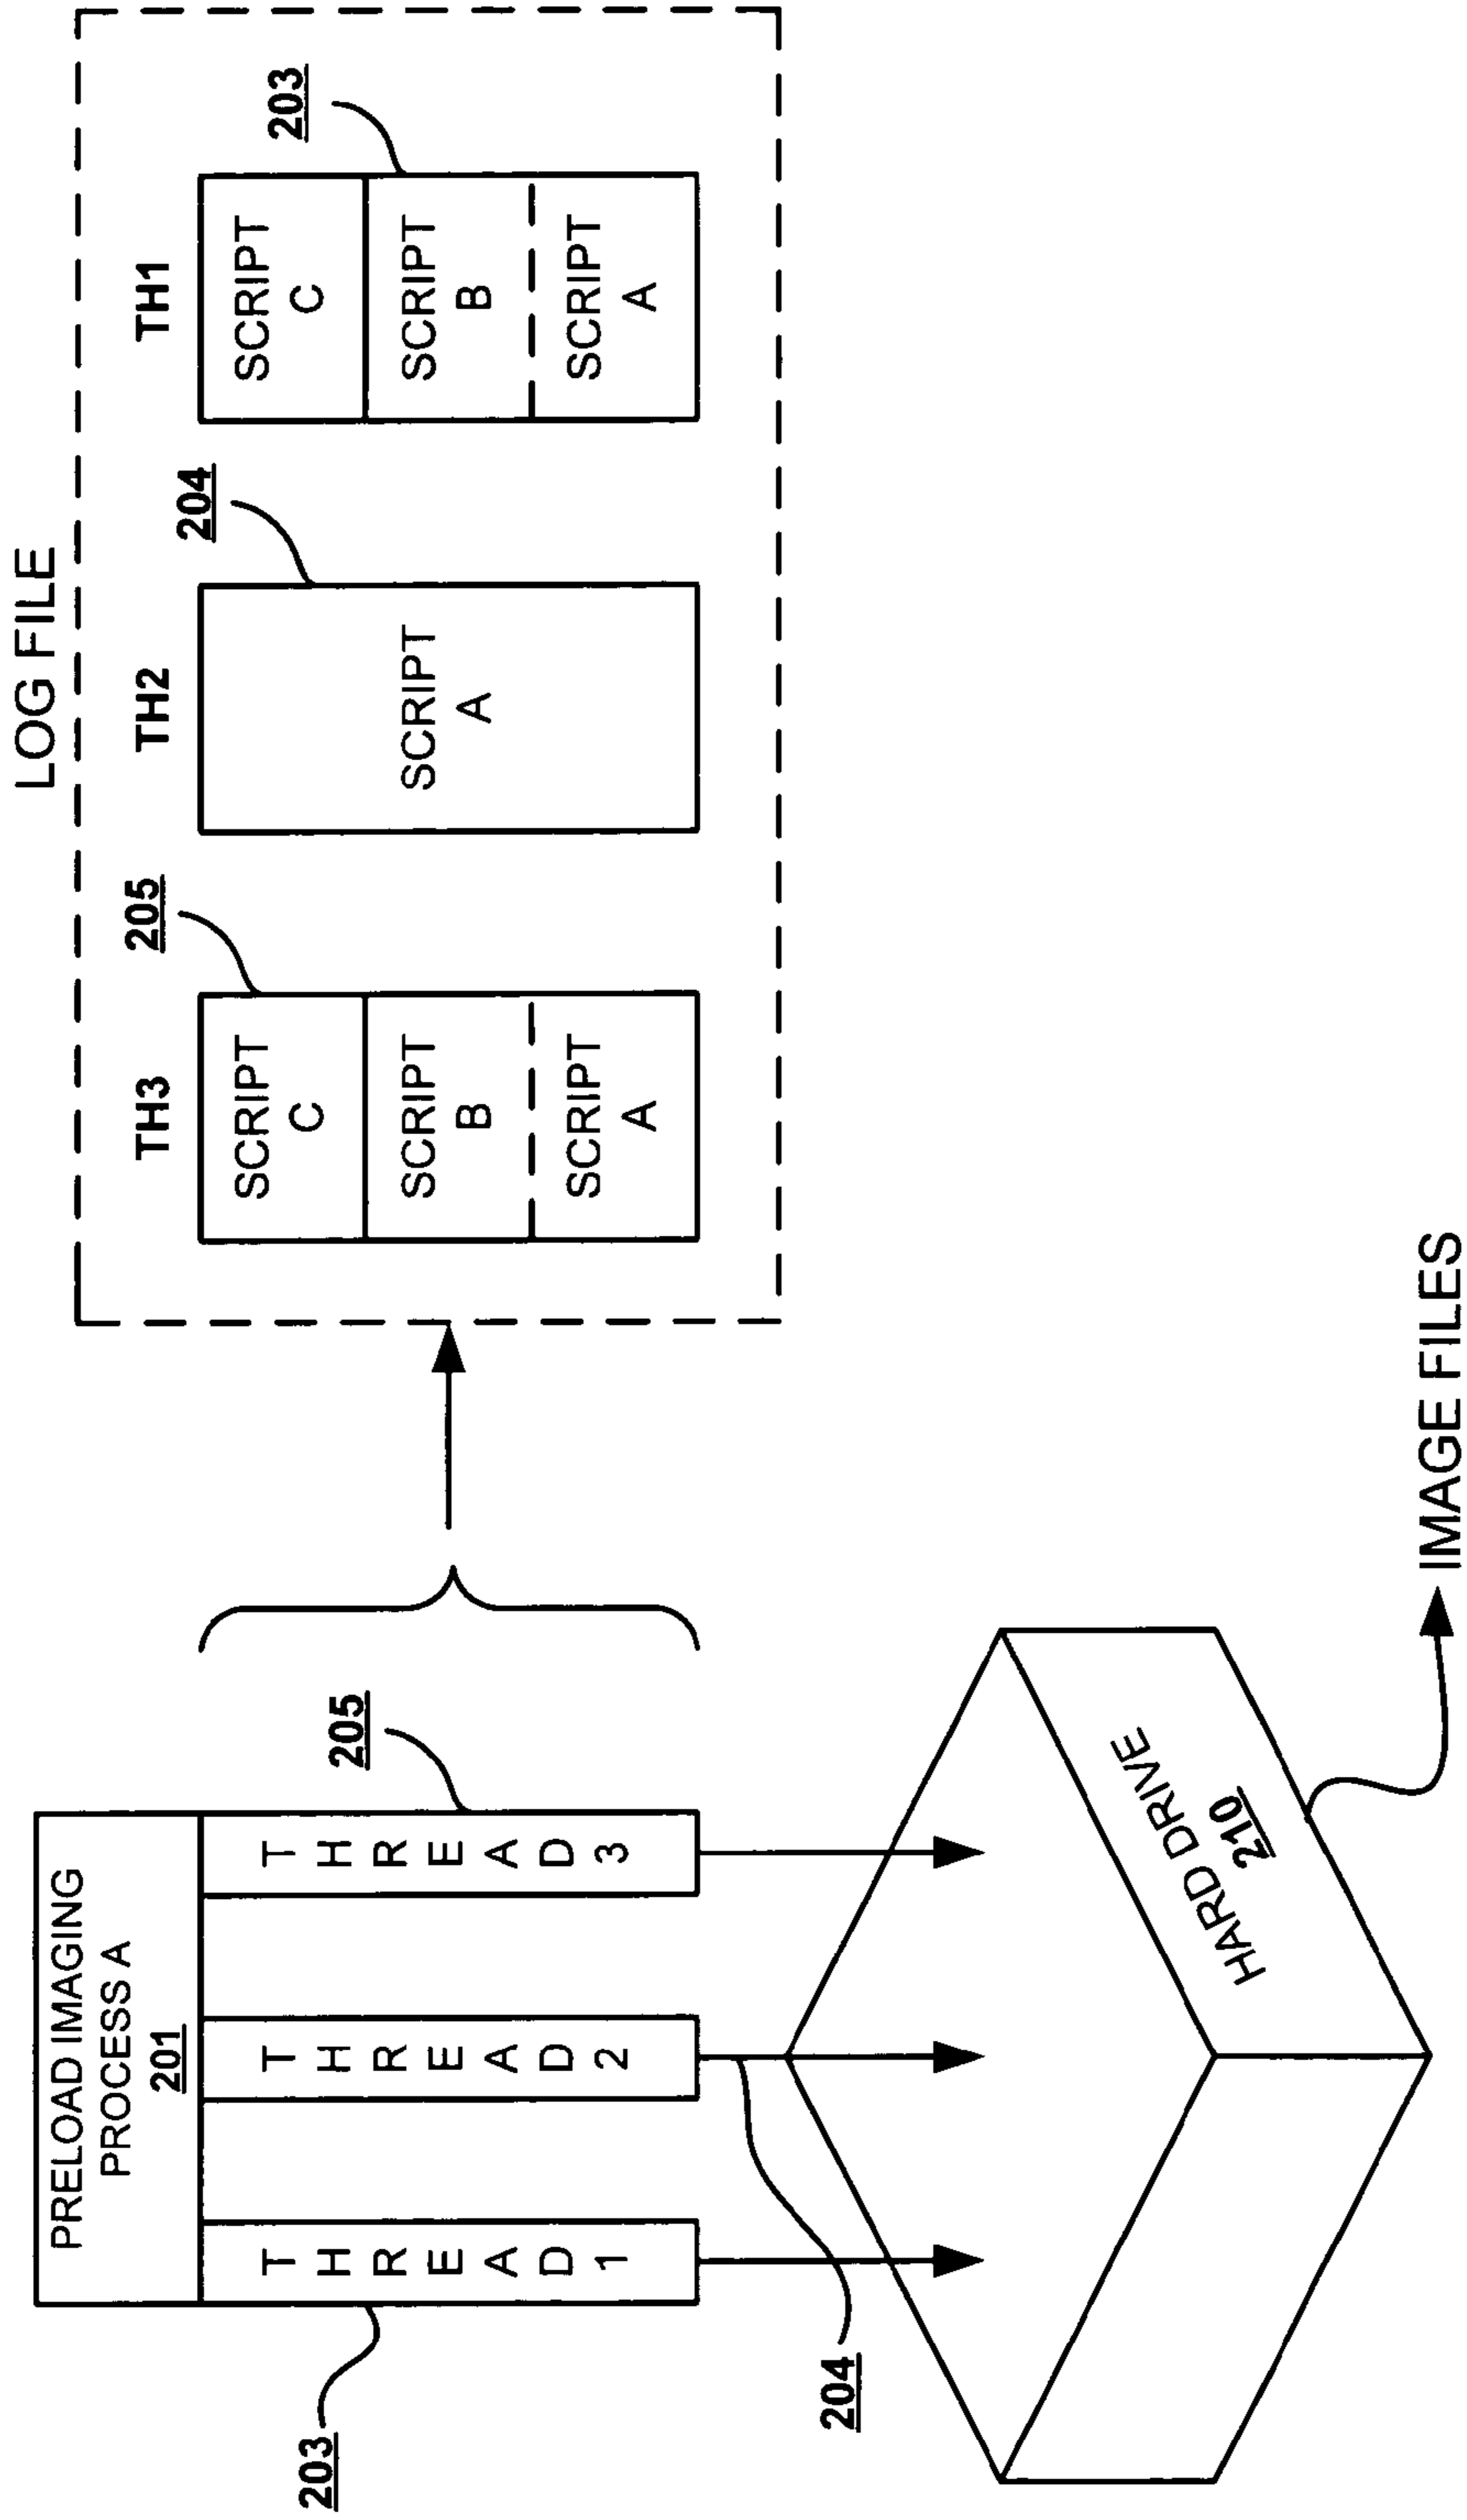 LOG FILE
TH3
TH2
TH1
205
204
203
SCRIPT
C
SCRIPT
B
SCRIPT
A
SCRIPT
A
SCRIPT
C
SCRIPT
B
SCRIPT
A
PRELOAD IMAGING
PROCESS A
201
203
THREAD 1
THREAD 2
THREAD 3
205
204
HARD DRIVE
210
IMAGE FILES